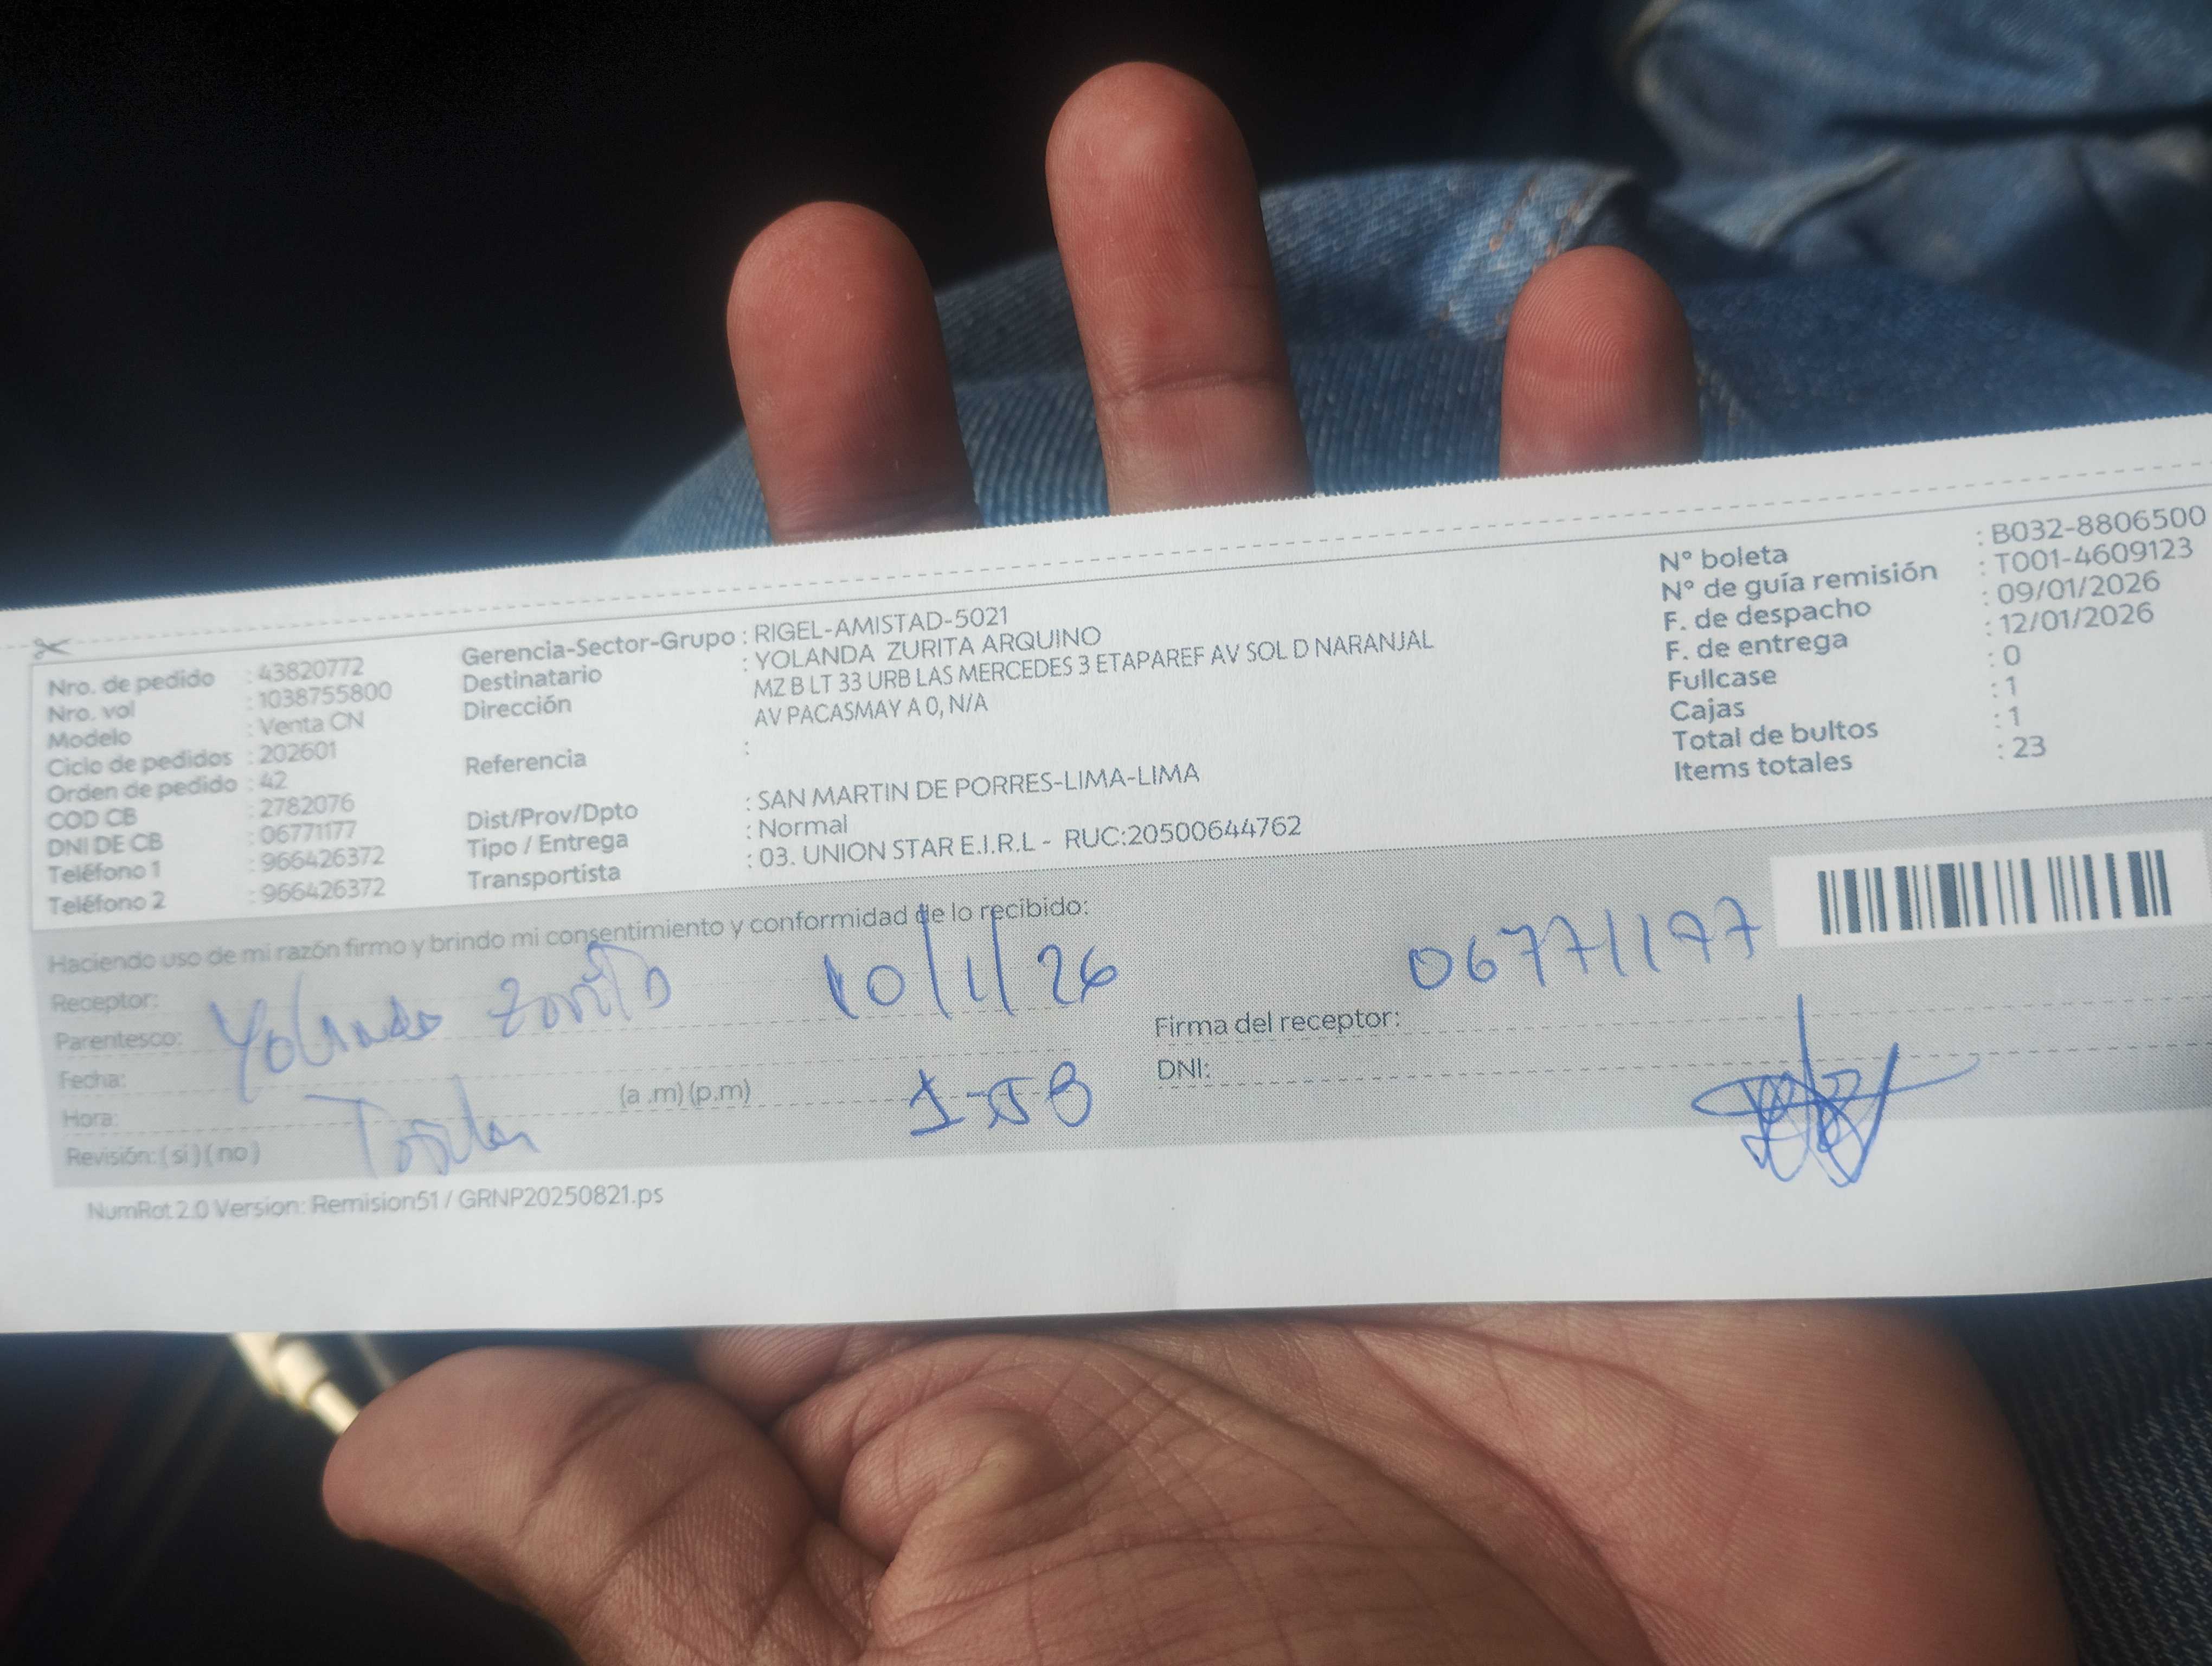 Nro. de pedido : 43820772
Nro. vol : 1038755800
Modelo : Venta CN
Ciclo de pedidos : 202601
Orden de pedido : 42
COD CB : 2782076
DNI DE CB : 06771177
Teléfono 1 : 966426372
Teléfono 2 : 966426372
Gerencia-Sector-Grupo : RIGEL-AMISTAD-5021
Destinatario : YOLANDA ZURITA ARQUINO
Dirección MZ B LT 33 URB LAS MERCEDES 3 ETAPAREF AV SOL D NARANJAL
AV PACASMAY A 0, N/A
Referencia :
Dist/Prov/Dpto : SAN MARTIN DE PORRES-LIMA-LIMA
Tipo / Entrega : Normal
Transportista : 03. UNION STAR E.I.R.L - RUC:20500644762
N° boleta : B032-8806500
N° de guía remisión : T001-4609123
F. de despacho : 09/01/2026
F. de entrega : 12/01/2026
Fullcase : 0
Cajas : 1
Total de bultos : 1
Items totales : 23
Haciendo uso de mi razón firmo y brindo mi consentimiento y conformidad de lo recibido:
Receptor:
Parentesco: Yolanda Zurita 10/1/26
Fecha:
Hora: (a .m) (p.m) 1-58
Revisión: ( si ) ( no )
06771177
Firma del receptor:
DNI:
NumRot 2.0 Version: Remision51 / GRNP20250821.ps